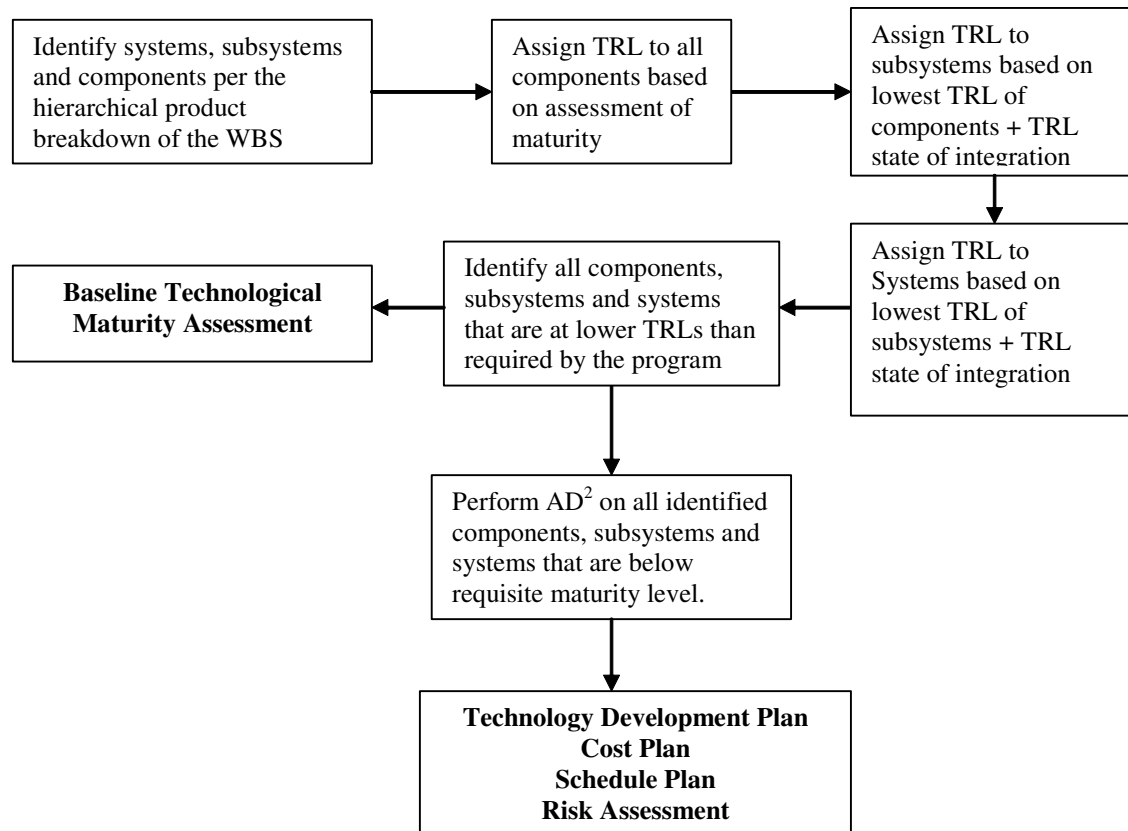 Identify systems, subsystems
and components per the
hierarchical product
breakdown of the WBS
Assign TRL to all
components based
on assessment of
maturity
Assign TRL to
subsystems based on
lowest TRL of
components + TRL
state of integration
Assign TRL to
Systems based on
lowest TRL of
subsystems + TRL
state of integration
Identify all components,
subsystems and systems
that are at lower TRLs than
required by the program
Baseline Technological
Maturity Assessment
Perform AD² on all identified
components, subsystems and
systems that are below
requisite maturity level.
Technology Development Plan
Cost Plan
Schedule Plan
Risk Assessment